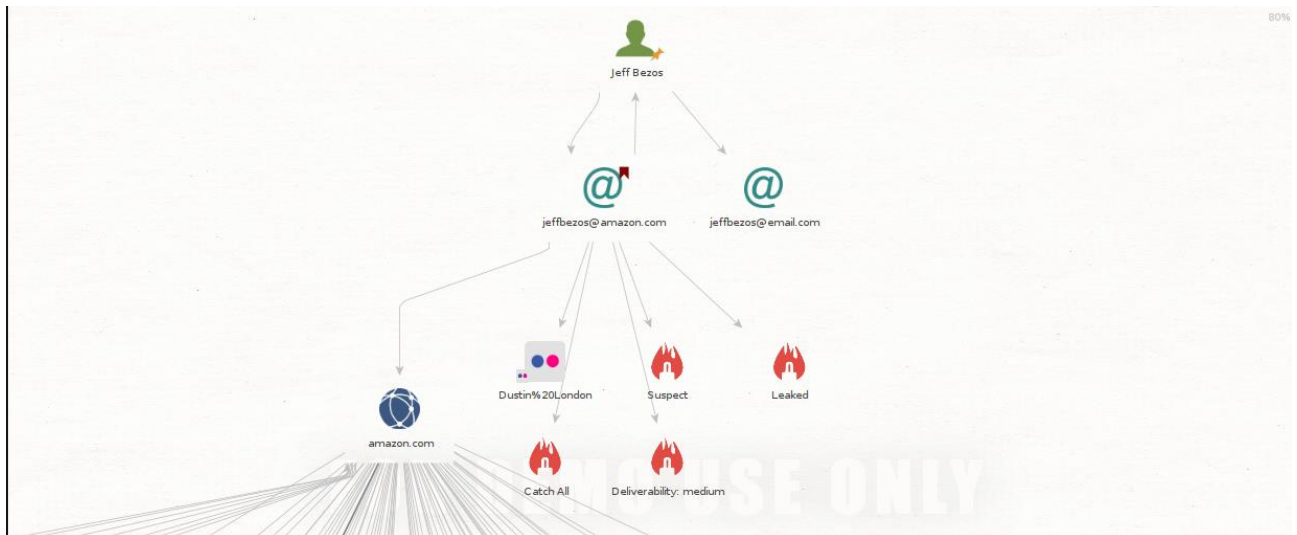 80%
Jeff Bezos
jeffbezos@amazon.com
jeffbezos@email.com
Dustin%20London
Suspect
Leaked
amazon.com
Catch All
Deliverability: medium
USE ONLY